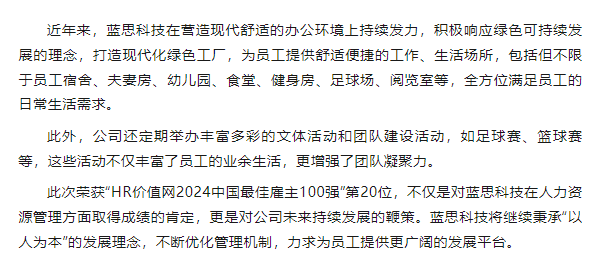 近年来，蓝思科技在营造现代舒适的办公环境上持续发力，积极响应绿色可持续发
展的理念，打造现代化绿色工厂，为员工提供舒适便捷的工作、生活场所，包括但不限
于员工宿舍、夫妻房、幼儿园、食堂、健身房、足球场、阅览室等，全方位满足员工的
日常生活需求。
此外，公司还定期举办丰富多彩的文体活动和团队建设活动，如足球赛、篮球赛
等，这些活动不仅丰富了员工的业余生活，更增强了团队凝聚力。
此次荣获“HR价值网2024中国最佳雇主100强”第20位，不仅是对蓝思科技在人力资
源管理方面取得成绩的肯定，更是对公司未来持续发展的鞭策。蓝思科技将继续秉承“以
人为本”的发展理念，不断优化管理机制，力求为员工提供更广阔的发展平台。